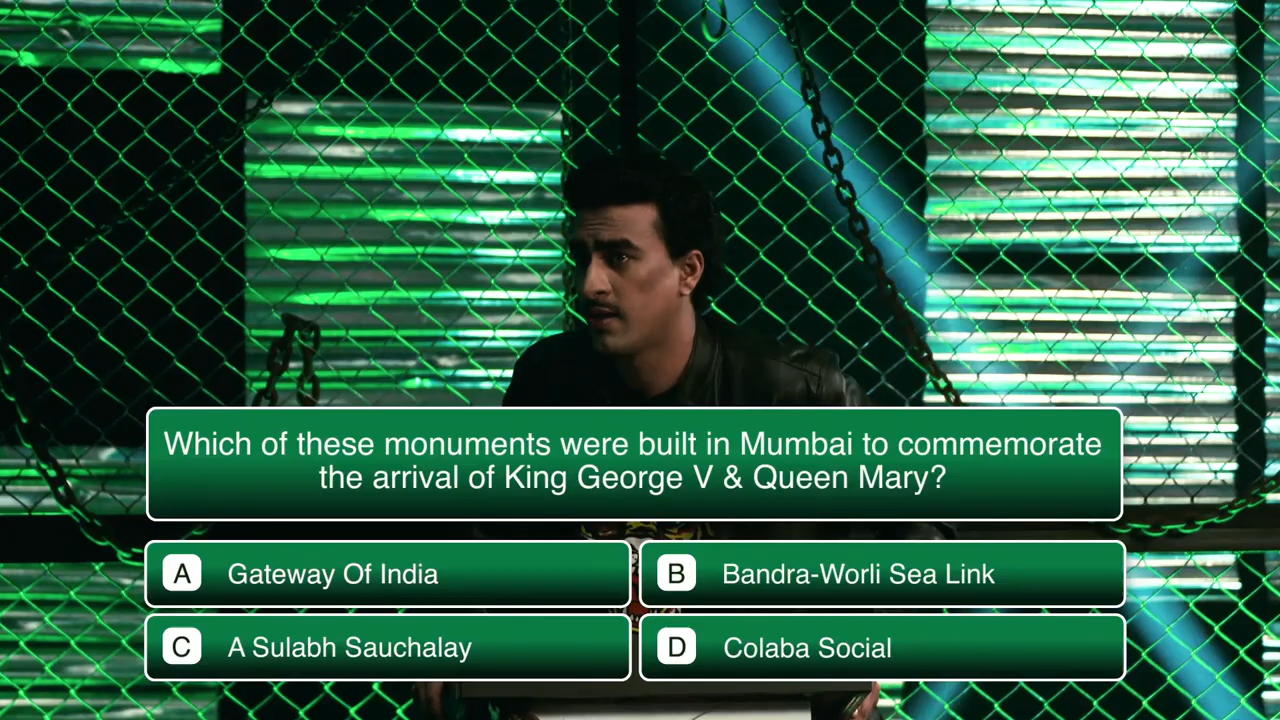 Which of these monuments were built in Mumbai to commemorate
the arrival of King George V & Queen Mary?
A Gateway Of India
B Bandra-Worli Sea Link
C A Sulabh Sauchalay
D Colaba Social